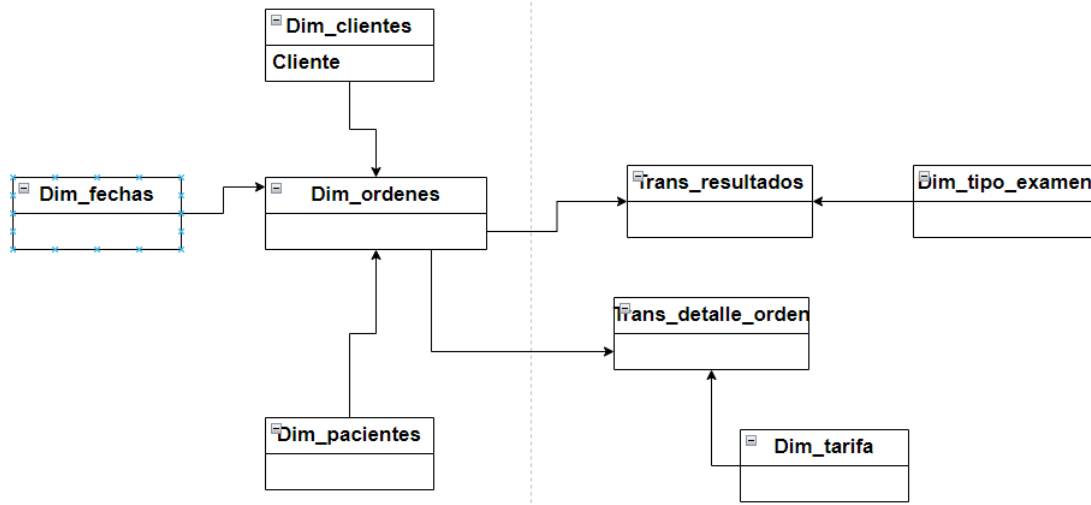 Dim_clientes
Cliente
Dim_fechas
Dim_ordenes
Trans_resultados
Dim_tipo_examen
Trans_detalle_orden
Dim_pacientes
Dim_tarifa